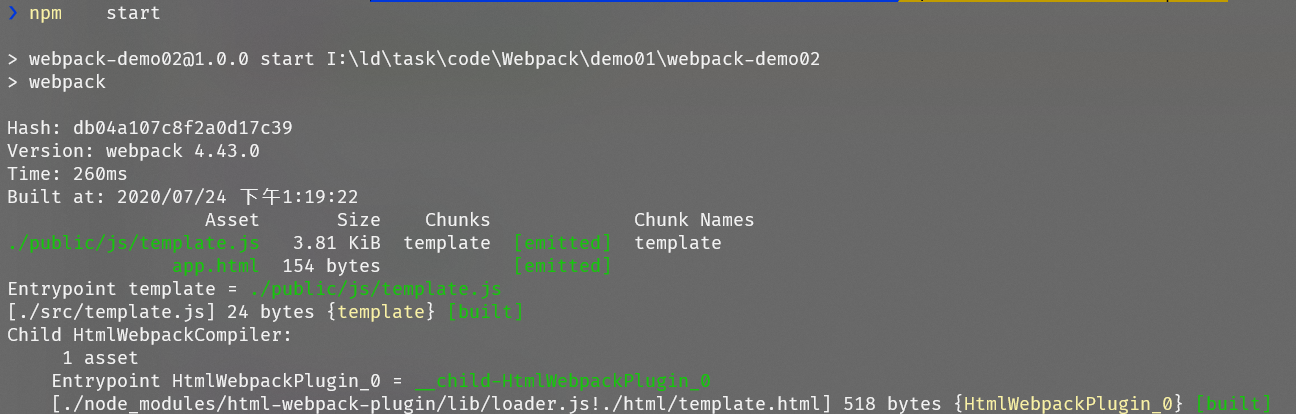 ❯ npm    start
> webpack-demo02@1.0.0 start I:\ld\task\code\Webpack\demo01\webpack-demo02
> webpack
Hash: db04a107c8f2a0d17c39
Version: webpack 4.43.0
Time: 260ms
Built at: 2020/07/24 下午1:19:22
                  Asset       Size    Chunks             Chunk Names
./public/js/template.js   3.81 KiB  template  [emitted]  template
               app.html  154 bytes            [emitted]
Entrypoint template = ./public/js/template.js
[./src/template.js] 24 bytes {template} [built]
Child HtmlWebpackCompiler:
     1 asset
    Entrypoint HtmlWebpackPlugin_0 = __child-HtmlWebpackPlugin_0
    [./node_modules/html-webpack-plugin/lib/loader.js!./html/template.html] 518 bytes {HtmlWebpackPlugin_0} [built]